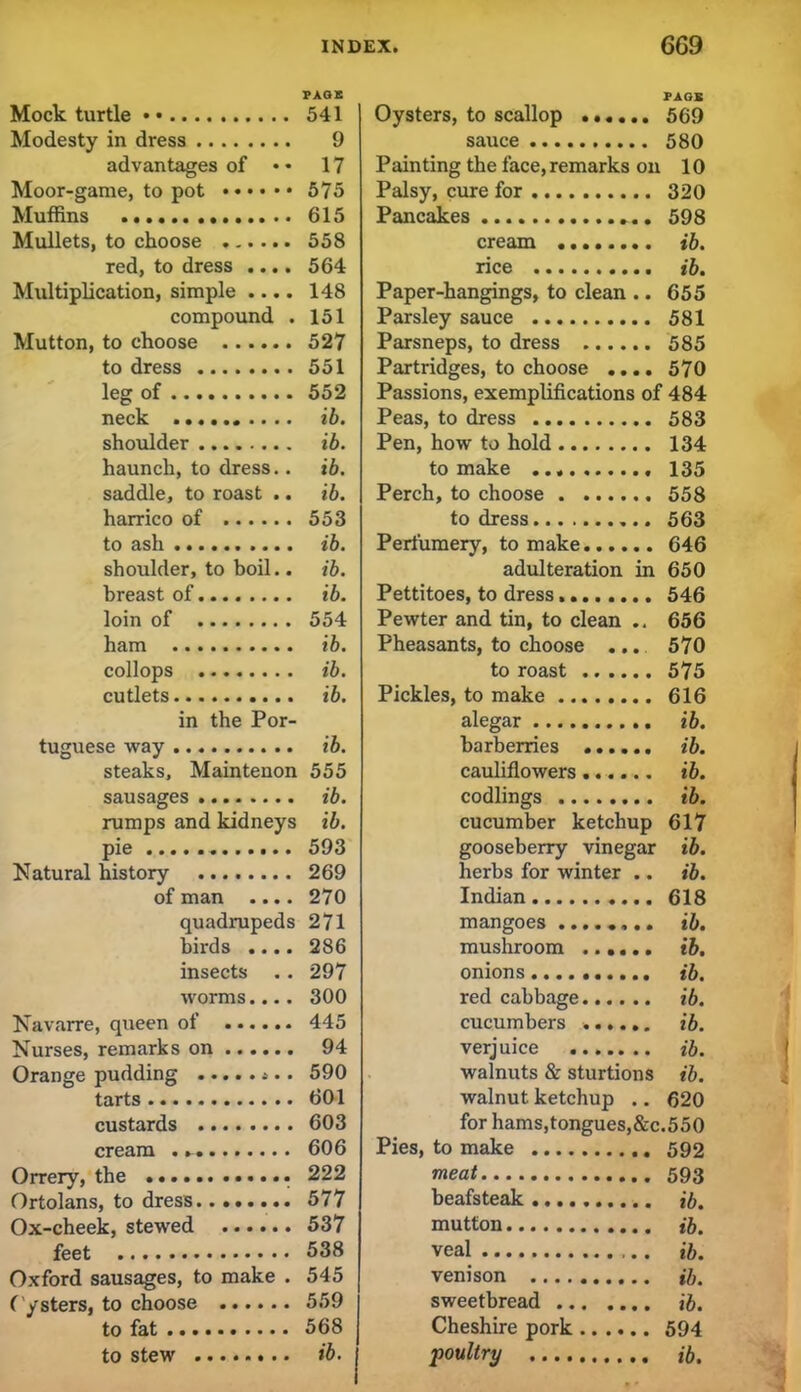 INDEX. 669
PAGE
Mock turtle •• ........... 541
Modesty in dress ........ 9
advantages of •• 17
Moor-game, to pot •••••• 575
Muffins .............. 615
Mullets, to choose ....... 558
red, to dress .... 564
Multiplication, simple .... 148
compound . 151
Mutton, to choose ...... 527
to dress ........ 551
leg of .......... 552
neck .......... ib.
shoulder ........ ib.
haunch, to dress.. ib.
saddle, to roast .. ib.
harrico of ...... 553
to ash .......... ib.
shoulder, to boil.. ib.
breast of........ ib.
loin of ........ 554
ham .......... ib.
collops ........ ib.
cutlets.......... ib.
in the Por-
tuguese way .......... ib.
steaks, Maintenon 555
sausages ........ ib.
rumps and kidneys ib.
pie ............ 593
Natural history ........ 269
of man .... 270
quadrupeds 271
birds .... 286
insects .. 297
worms.... 300
Navarre, queen of ...... 445
Nurses, remarks on ...... 94
Orange pudding ........ 590
tarts ............ 601
custards ........ 603
cream .......... 606
Orrery, the ............ 222
Ortolans, to dress........ 577
Ox-cheek, stewed ...... 537
feet .............. 538
Oxford sausages, to make . 545
( ysters, to choose ...... 559
to fat .......... 568
to stew ........ ib.
PAGE
Oysters, to scallop ...... 569
sauce .......... 580
Painting the face, remarks on 10
Palsy, cure for .......... 320
Pancakes .............. 598
cream ........ ib.
rice .......... ib.
Paper-hangings, to clean .. 655
Parsley sauce .......... 581
Parsneps, to dress ...... 585
Partridges, to choose .... 570
Passions, exemplifications of 484
Peas, to dress .......... 583
Pen, how to hold ........ 134
to make .......... 135
Perch, to choose . ...... 558
to dress.......... 563
Perfumery, to make...... 646
adulteration in 650
Pettitoes, to dress........ 546
Pewter and tin, to clean .. 656
Pheasants, to choose .... 570
to roast ...... 575
Pickles, to make ........ 616
alegar .......... ib.
barberries ...... ib.
cauliflowers ...... ib.
codlings ........ ib.
cucumber ketchup 617
gooseberry vinegar ib.
herbs for winter .. ib.
Indian .......... 618
mangoes ........ ib.
mushroom ...... ib.
onions .......... ib.
red cabbage...... ib.
cucumbers ...... ib.
verjuice ....... ib.
walnuts & sturtions ib.
walnut ketchup .. 620
for hams,tongues,&c.550
Pies, to make .......... 592
meat.............. 593
beafsteak .......... ib.
mutton............ ib.
veal .............. ib.
venison .......... ib.
sweetbread ... .... ib.
Cheshire pork ...... 594
poultry .......... ib.